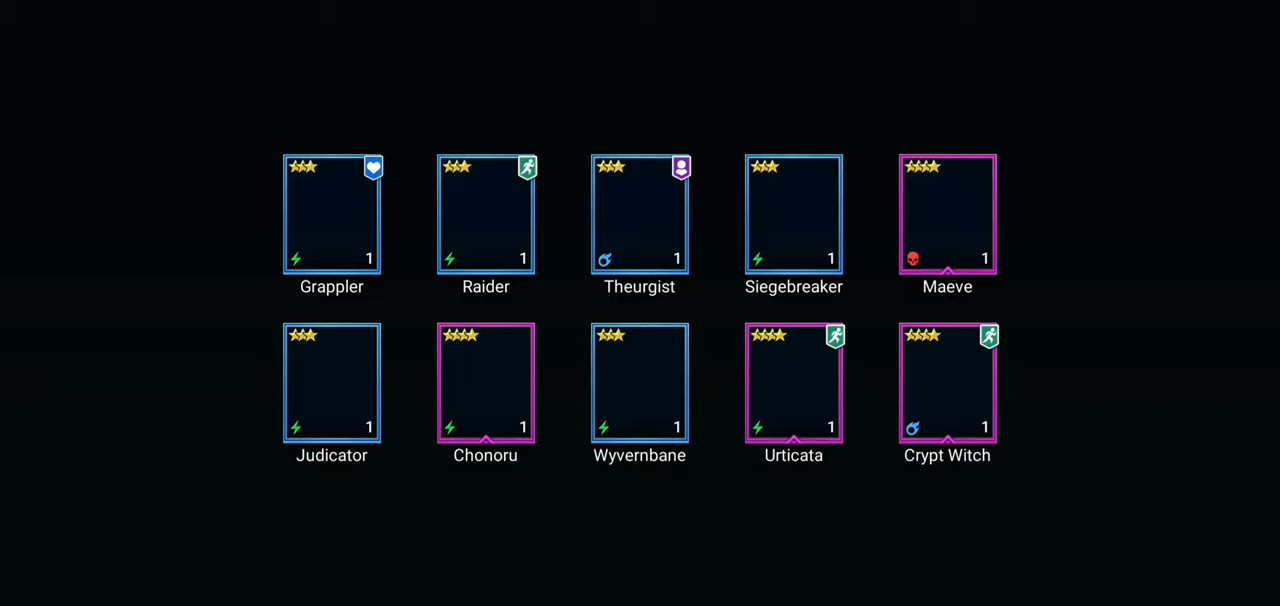 1 1 1 1 1
Grappler Raider Theurgist Siegebreaker Maeve
1 1 1 1 1
Judicator Chonoru Wyvernbane Urticata Crypt Witch